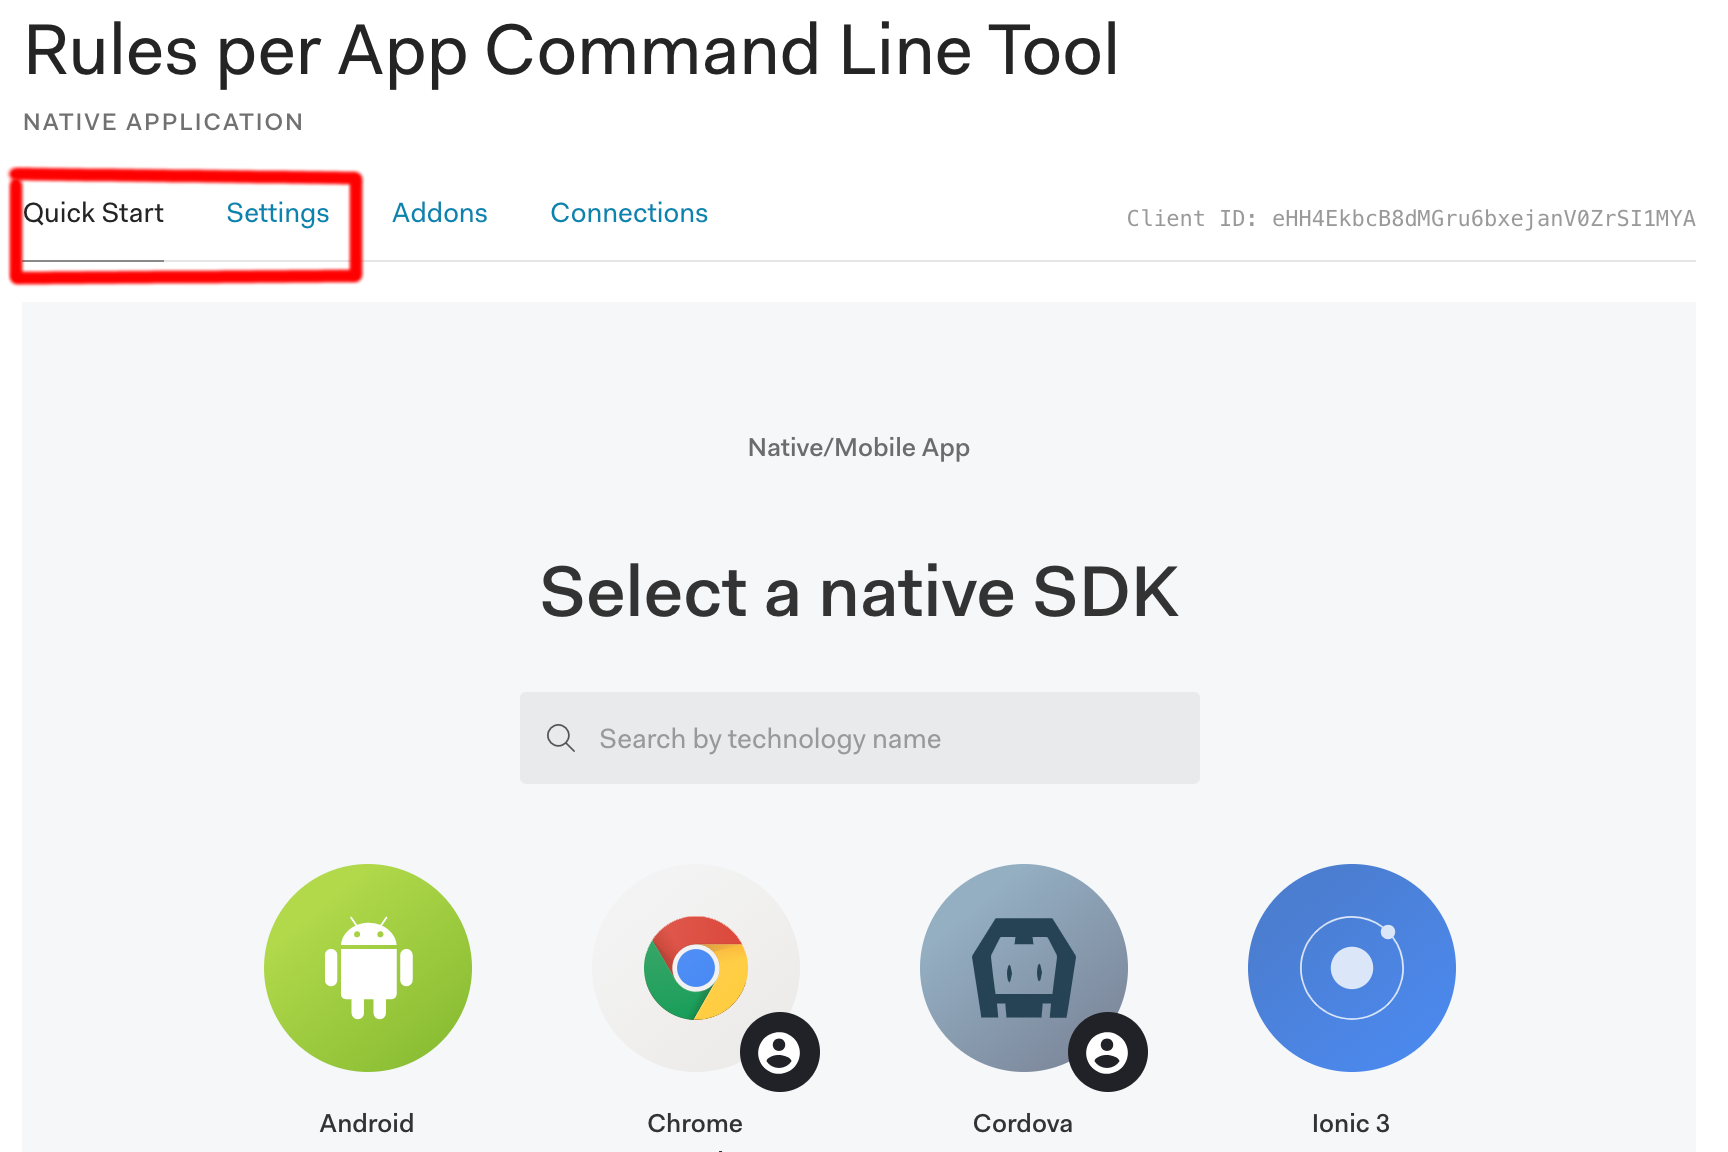 Rules per App Command Line Tool
NATIVE APPLICATION
Quick Start Settings Addons Connections Client ID: eHH4EkbcB8dMGru6bxejanV0ZrSI1MYA
Native/Mobile App
Select a native SDK
Search by technology name
Android Chrome Cordova Ionic 3